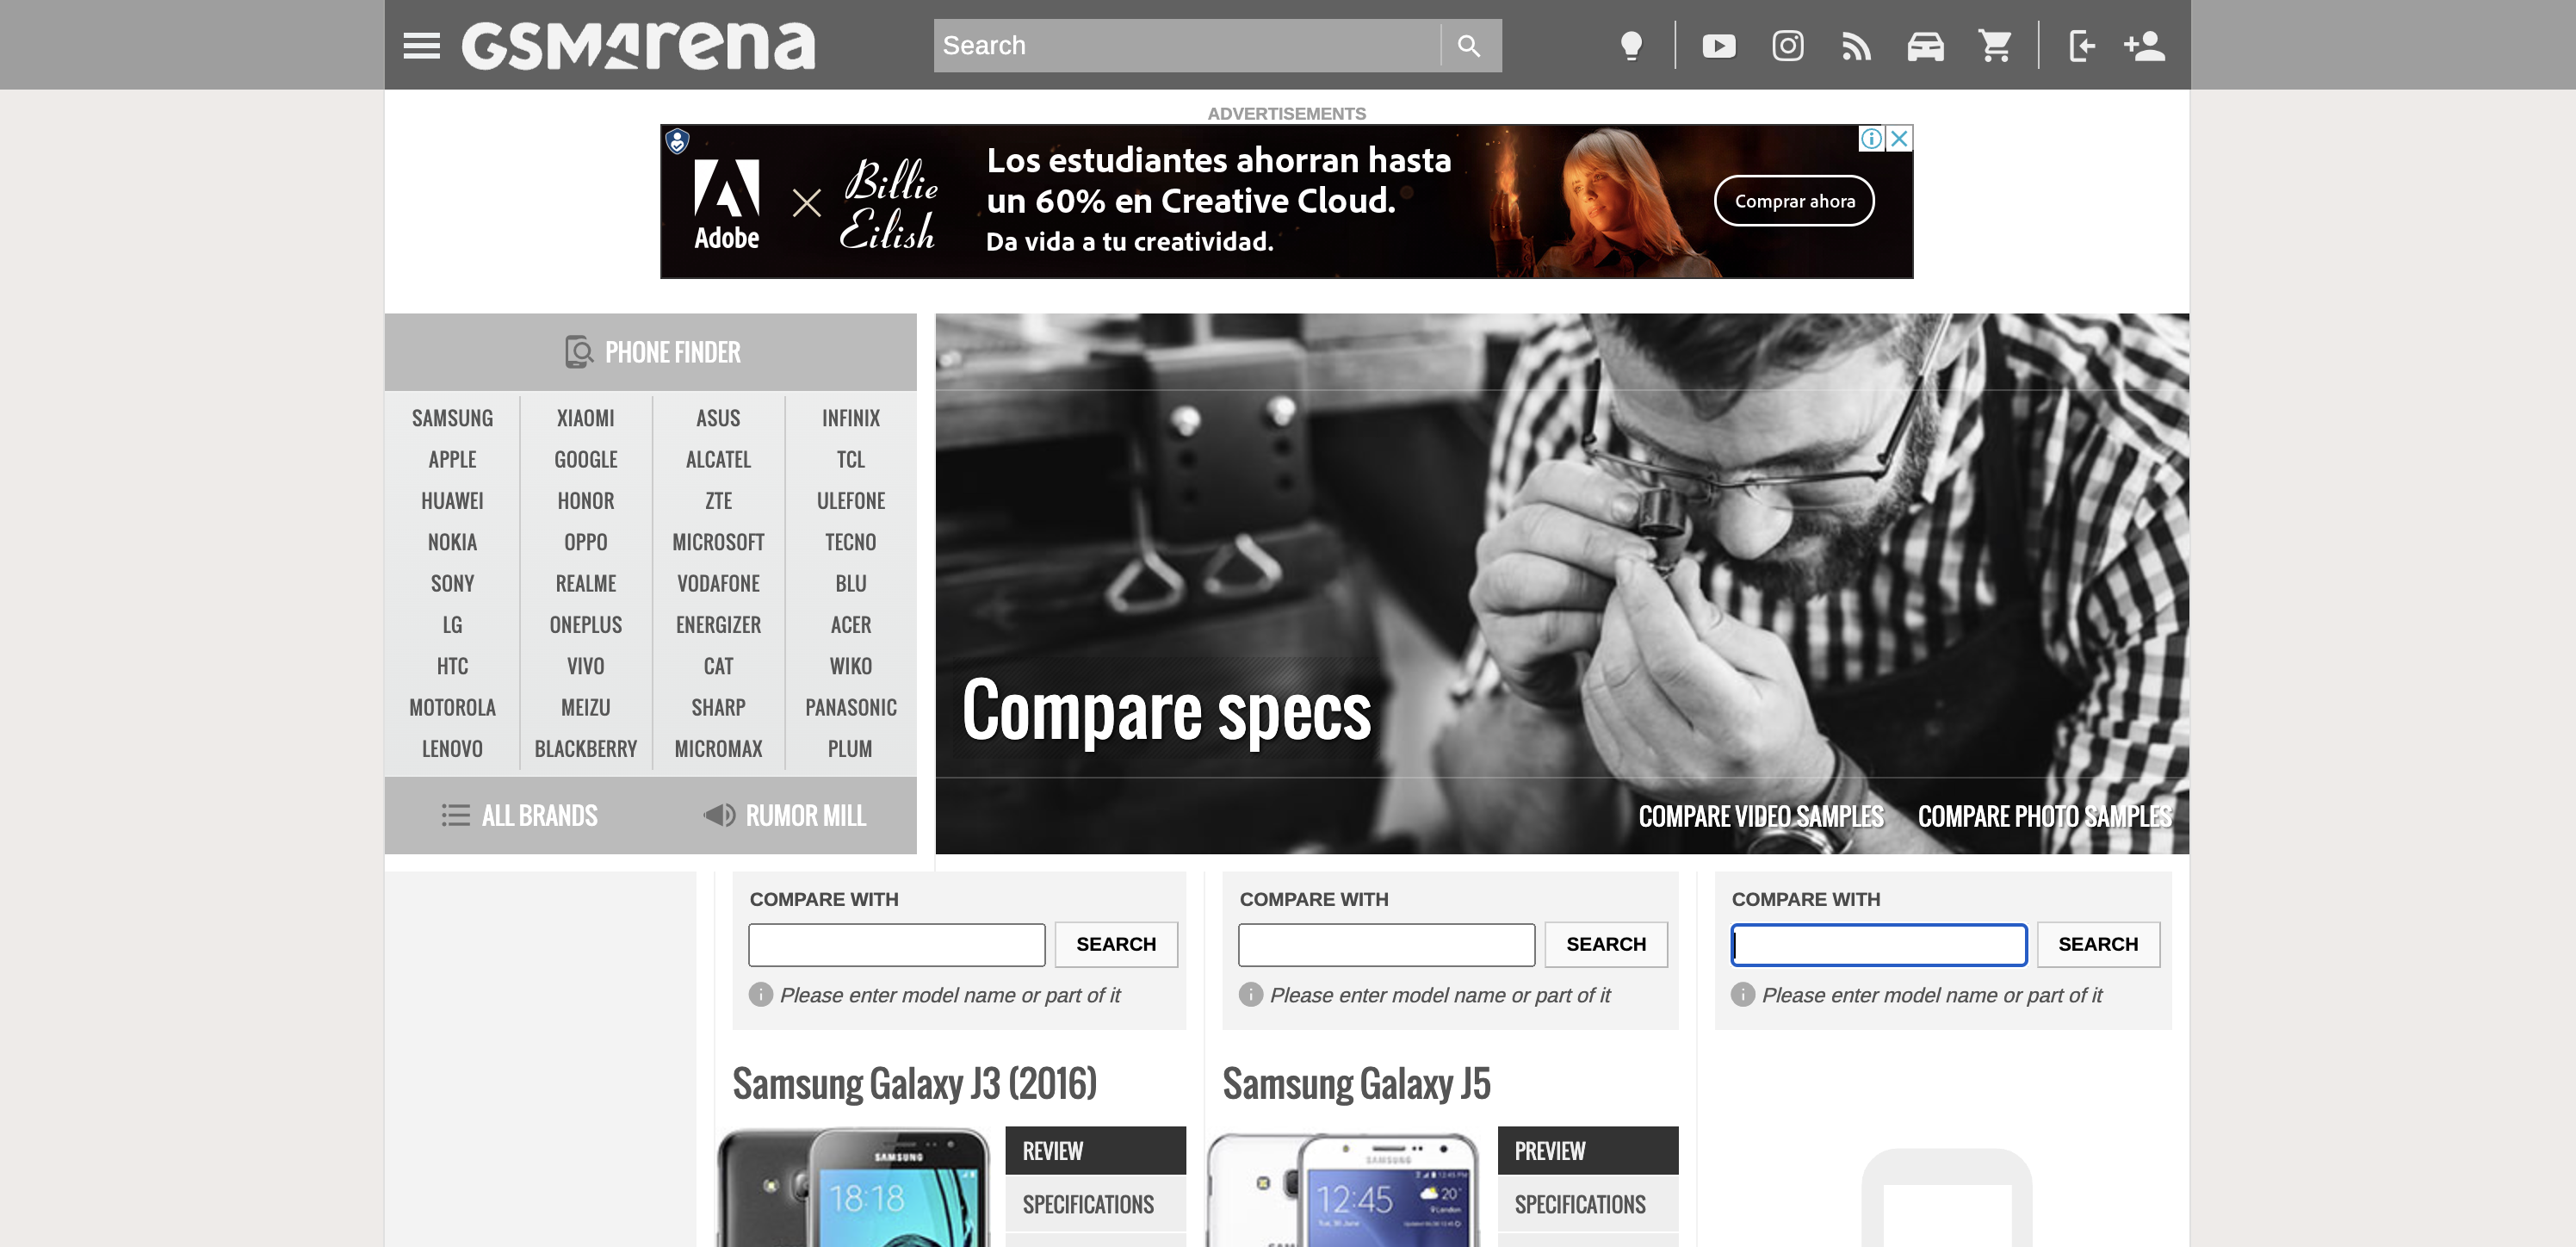 GSMArena
Search
ADVERTISEMENTS
Adobe
Billie
Eilish
Los estudiantes ahorran hasta
un 60% en Creative Cloud.
Da vida a tu creatividad.
Comprar ahora
PHONE FINDER
SAMSUNG XIAOMI ASUS INFINIX
APPLE GOOGLE ALCATEL TCL
HUAWEI HONOR ZTE ULEFONE
NOKIA OPPO MICROSOFT TECNO
SONY REALME VODAFONE BLU
LG ONEPLUS ENERGIZER ACER
HTC VIVO CAT WIKO
MOTOROLA MEIZU SHARP PANASONIC
LENOVO BLACKBERRY MICROMAX PLUM
ALL BRANDS RUMOR MILL
Compare specs
COMPARE VIDEO SAMPLES COMPARE PHOTO SAMPLES
COMPARE WITH
SEARCH
Please enter model name or part of it
COMPARE WITH
SEARCH
Please enter model name or part of it
COMPARE WITH
SEARCH
Please enter model name or part of it
Samsung Galaxy J3 (2016)
SAMSUNG
18:18
REVIEW
SPECIFICATIONS
Samsung Galaxy J5
SAMSUNG
12:45
20°
PREVIEW
SPECIFICATIONS